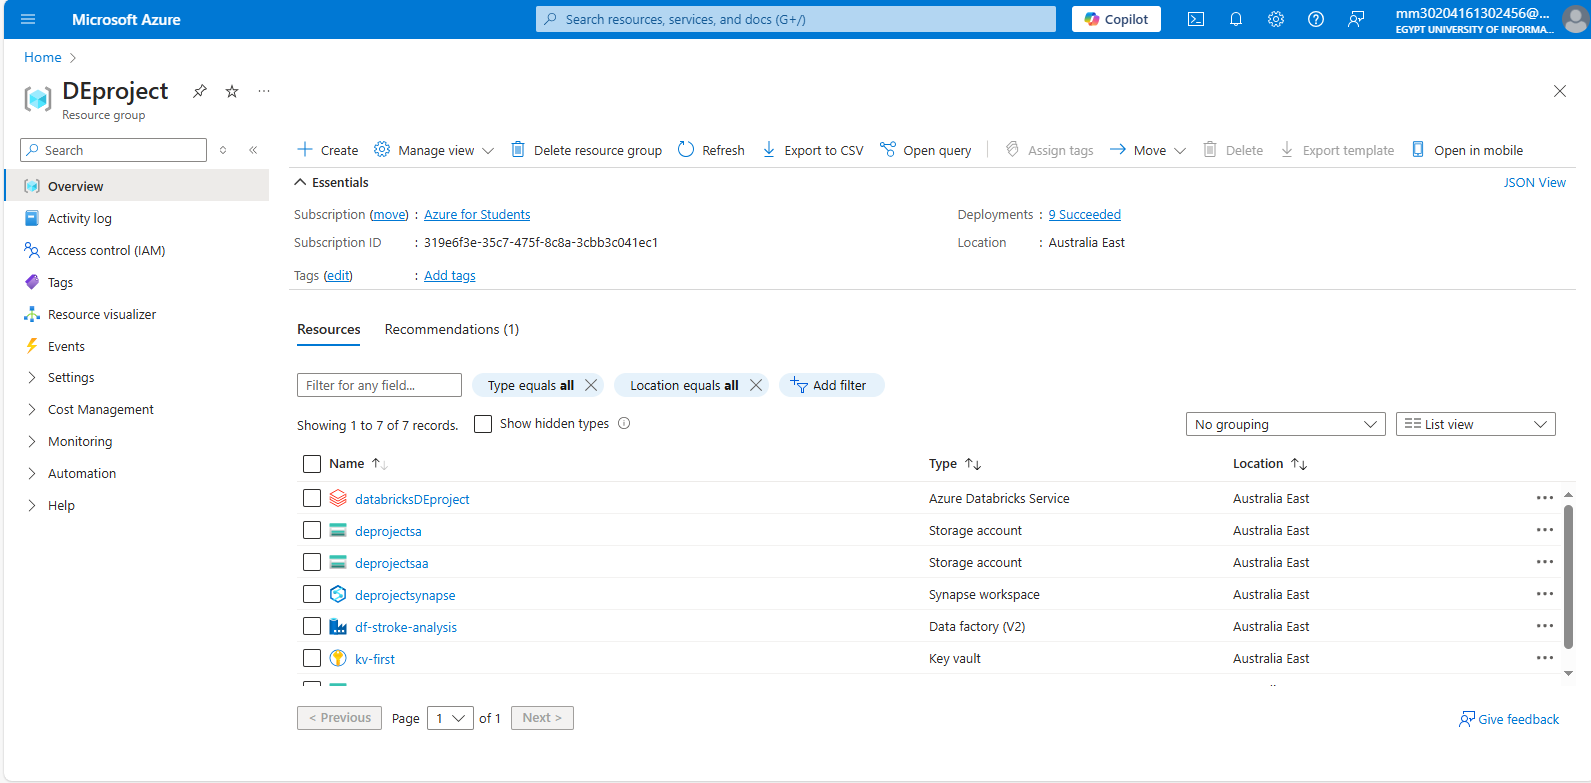 Microsoft Azure
Search resources, services, and docs (G+/)
Copilot
mm30204161302456@...
EGYPT UNIVERSITY OF INFORMA...
Home
DEproject
...
Resource group
Search
Create
Manage view
Delete resource group
Refresh
Export to CSV
Open query
Assign tags
Move
Delete
Export template
Open in mobile
Overview
Activity log
Access control (IAM)
Tags
Resource visualizer
Events
Settings
Cost Management
Monitoring
Automation
Help
Essentials
JSON View
Subscription (move) : Azure for Students
Deployments : 9 Succeeded
Subscription ID : 319e6f3e-35c7-475f-8c8a-3cbb3c041ec1
Location : Australia East
Tags (edit) : Add tags
Resources
Recommendations (1)
Filter for any field...
Type equals all
Location equals all
Add filter
Showing 1 to 7 of 7 records.
Show hidden types
No grouping
List view
Name Type Location
databricksDEproject Azure Databricks Service Australia East
deprojectsa Storage account Australia East
deprojectsaa Storage account Australia East
deprojectsynapse Synapse workspace Australia East
df-stroke-analysis Data factory (V2) Australia East
kv-first Key vault Australia East
< Previous
Page 1 of 1
Next >
Give feedback